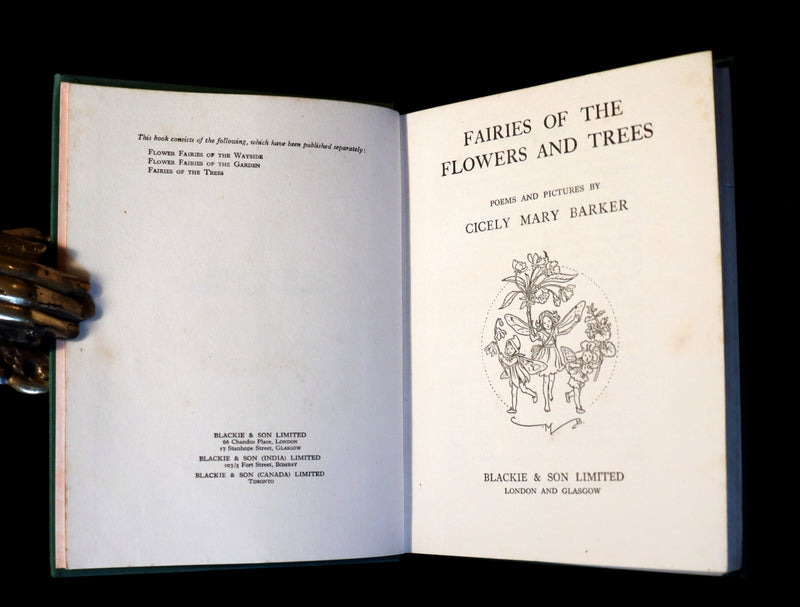 This book consists of the following, which have been published separately:
FLOWER FAIRIES OF THE WAYSIDE
FLOWER FAIRIES OF THE GARDEN
FAIRIES OF THE TREES
BLACKIE & SON LIMITED
66 Chandos Place, LONDON
17 Stanhope Street, GLASGOW
BLACKIE & SON (INDIA) LIMITED
103/5 Fort Street, BOMBAY
BLACKIE & SON (CANADA) LIMITED
TORONTO
FAIRIES OF THE
FLOWERS AND TREES
POEMS AND PICTURES BY
CICELY MARY BARKER
BLACKIE & SON LIMITED
LONDON AND GLASGOW